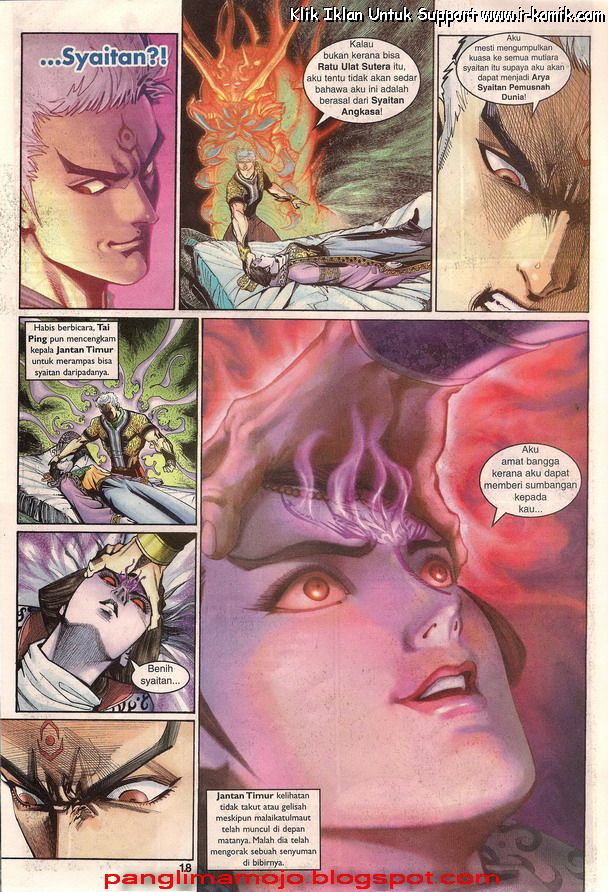 Klik Iklan Untuk Support www.ir-komik.com
...Syaitan?!
Kalau
bukan kerana bisa
Ratu Ulat Sutera itu,
aku tentu tidak akan sedar
bahawa aku ini adalah
berasal dari Syaitan
Angkasa!
Aku
mesti mengumpulkan
kuasa ke semua mutiara
syaitan itu supaya aku akan
dapat menjadi Arya
Syaitan Pemusnah
Dunia!
Habis berbicara, Tai
Ping pun mencengkam
kepala Jantan Timur
untuk merampas bisa
syaitan daripadanya.
Aku
amat bangga
kerana aku dapat
memberi sumbangan
kepada
kau...
Benih
syaitan...
Jantan Timur kelihatan
tidak takut atau gelisah
meskipun malaikatulmaut
telah muncul di depan
matanya. Malah dia telah
mengorak sebuah senyuman
di bibirnya.
18
panglimamojo.blogspot.com